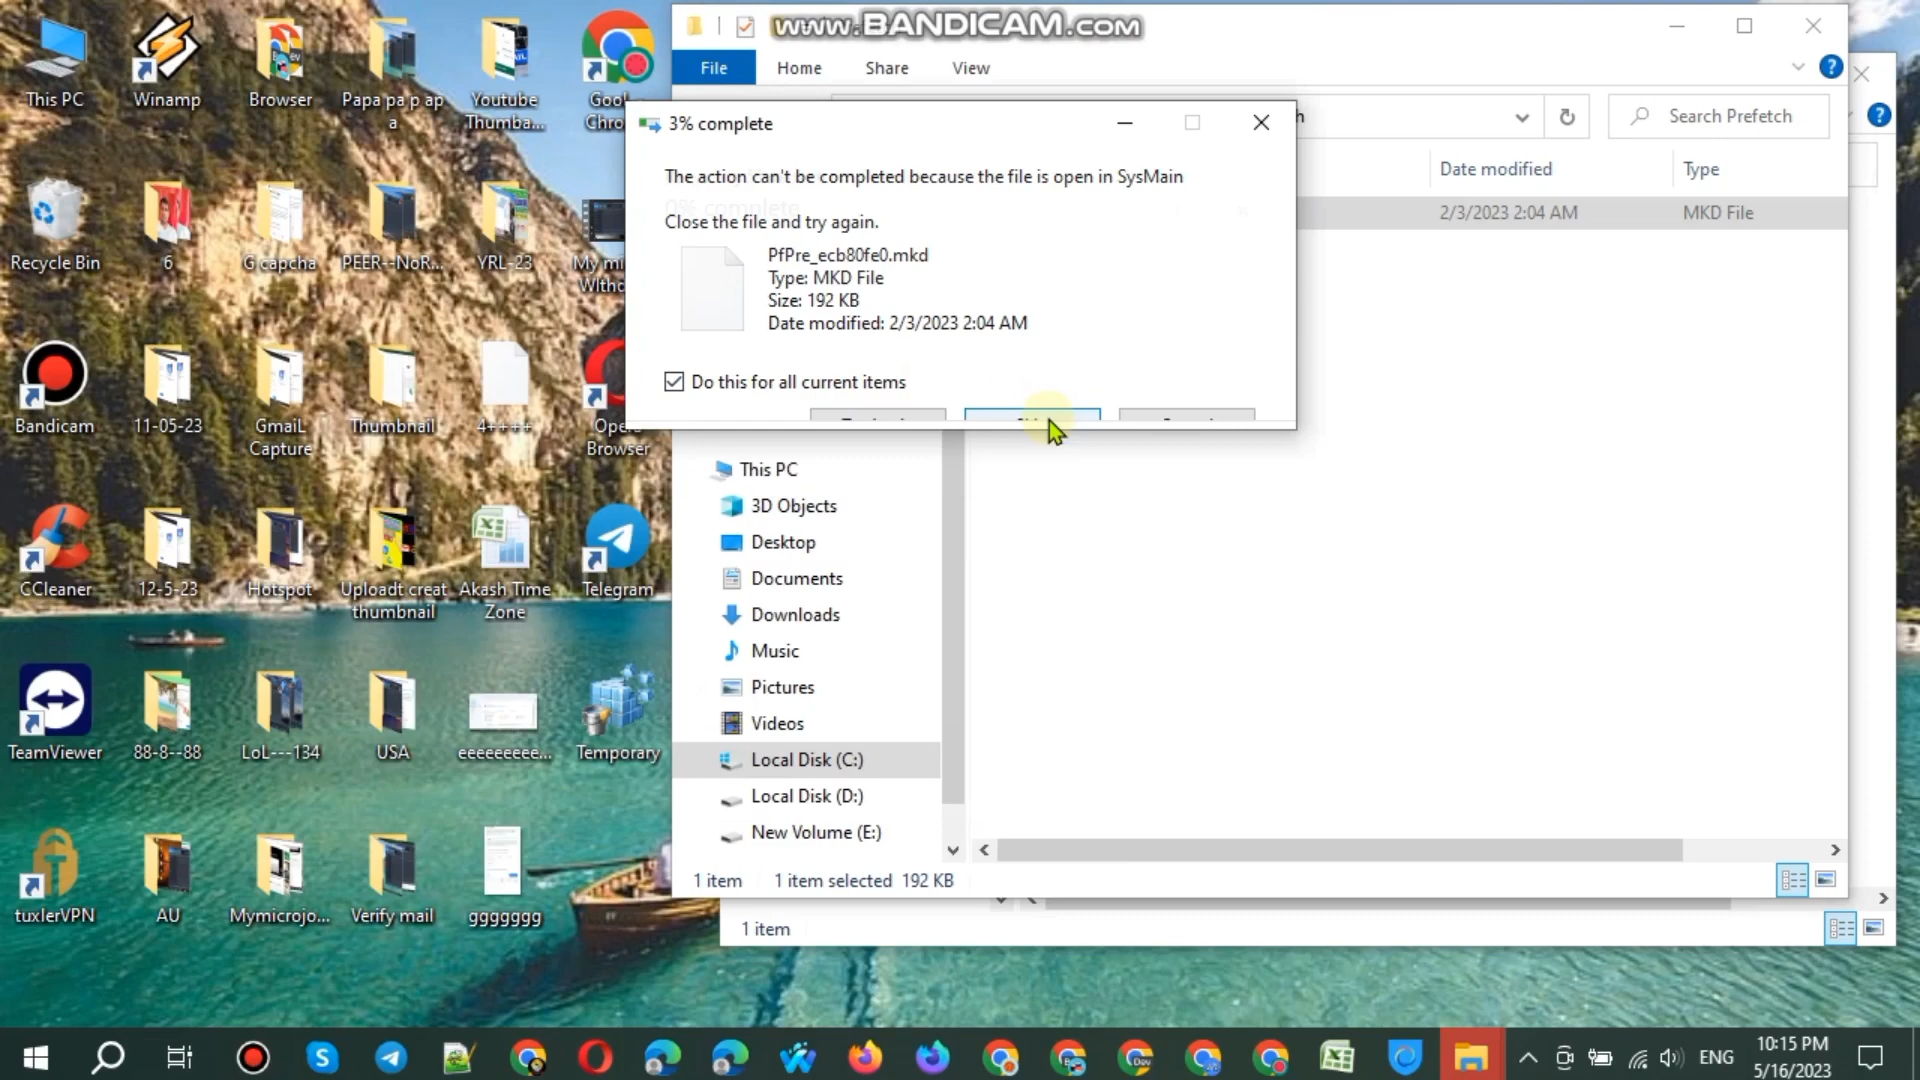 www.BANDICAM.com
File
Home
Share
View
h
Search Prefetch
Date modified
Type
2/3/2023 2:04 AM
MKD File
3% complete
The action can't be completed because the file is open in SysMain
0% complete
Close the file and try again.
PfPre_ecb80fe0.mkd
Type: MKD File
Size: 192 KB
Date modified: 2/3/2023 2:04 AM
Do this for all current items
This PC
3D Objects
Desktop
Documents
Downloads
Music
Pictures
Videos
Local Disk (C:)
Local Disk (D:)
New Volume (E:)
1 item
1 item selected 192 KB
1 item
This PC
Winamp
Browser
Papa pa p ap
a
Youtube
Thumba...
Recycle Bin
6
G capcha
PEER--NoR...
YRL-23
Bandicam
11-05-23
GmaiL
Capture
Thumbnail
4++++
Browser
CCleaner
12-5-23
Hotspot
Uploadt creat
thumbnail
Akash Time
Zone
Telegram
TeamViewer
88-8--88
LoL---134
USA
eeeeeeeee...
Temporary
tuxlerVPN
AU
Mymicrojo...
Verify mail
ggggggg
ENG
10:15 PM
5/16/2023